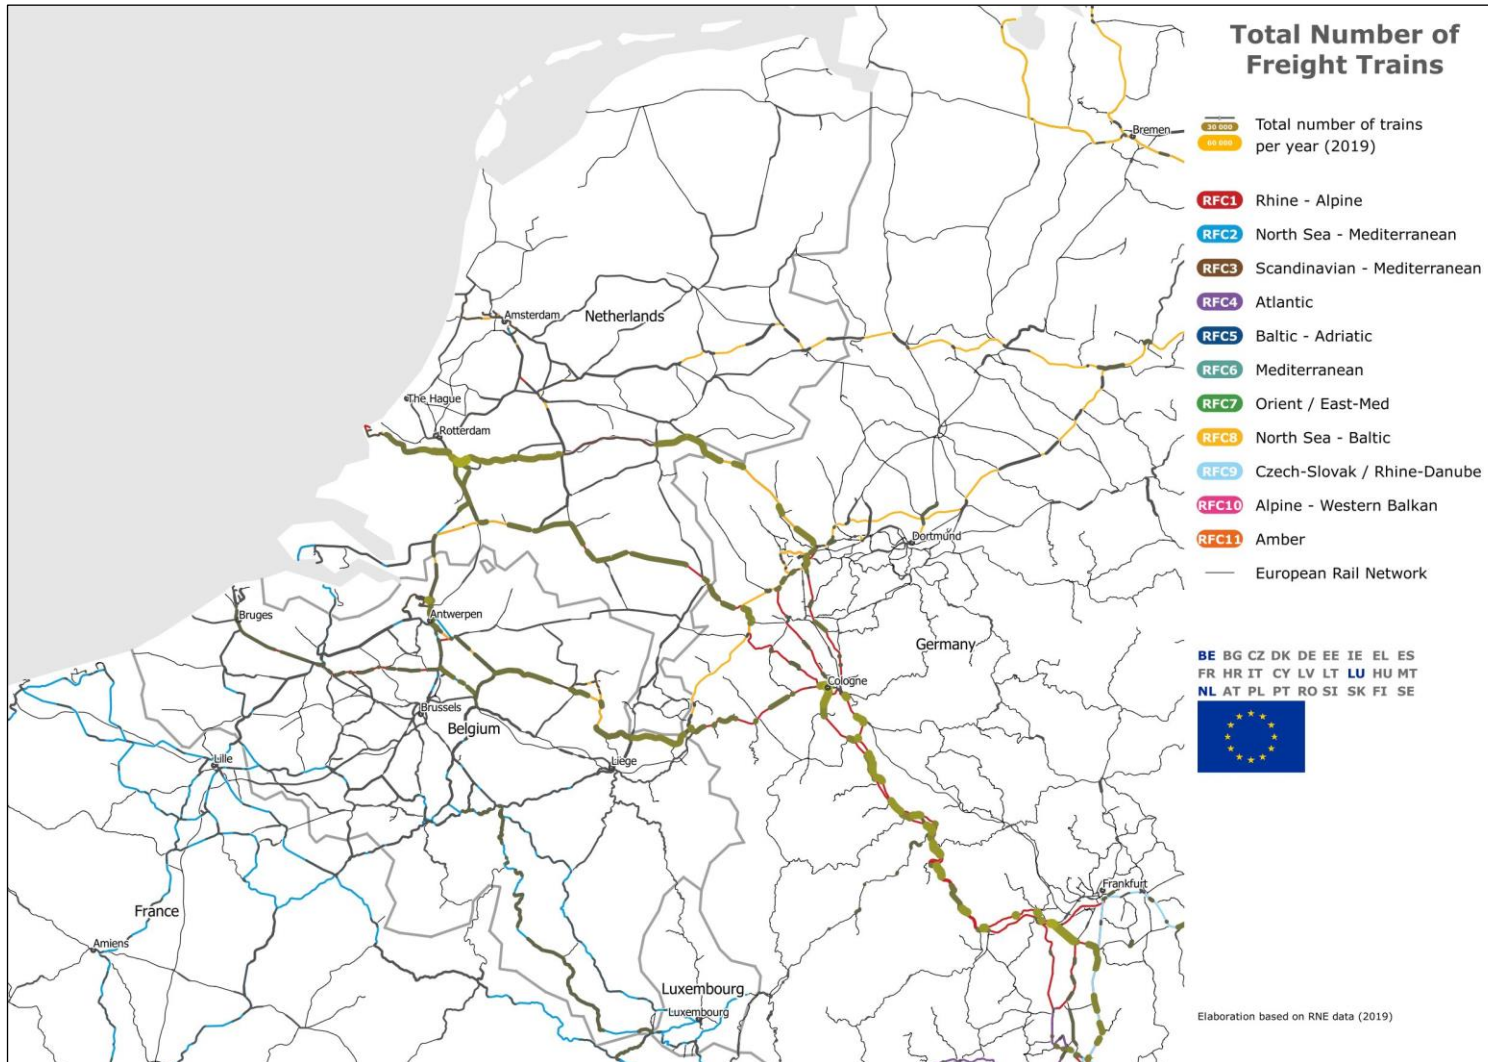 Total Number of
Freight Trains
30 000
60 000
Total number of trains
per year (2019)
RFC1 Rhine - Alpine
RFC2 North Sea - Mediterranean
RFC3 Scandinavian - Mediterranean
RFC4 Atlantic
RFC5 Baltic - Adriatic
RFC6 Mediterranean
RFC7 Orient / East-Med
RFC8 North Sea - Baltic
RFC9 Czech-Slovak / Rhine-Danube
RFC10 Alpine - Western Balkan
RFC11 Amber
European Rail Network
BE BG CZ DK DE EE IE EL ES
FR HR IT CY LV LT LU HU MT
NL AT PL PT RO SI SK FI SE
Elaboration based on RNE data (2019)
Bremen
Amsterdam
Netherlands
The Hague
Rotterdam
Dortmund
Bruges
Antwerpen
Germany
Cologne
Brussels
Belgium
Lille
Liege
Frankfurt
France
Amiens
Luxembourg
Luxembourg